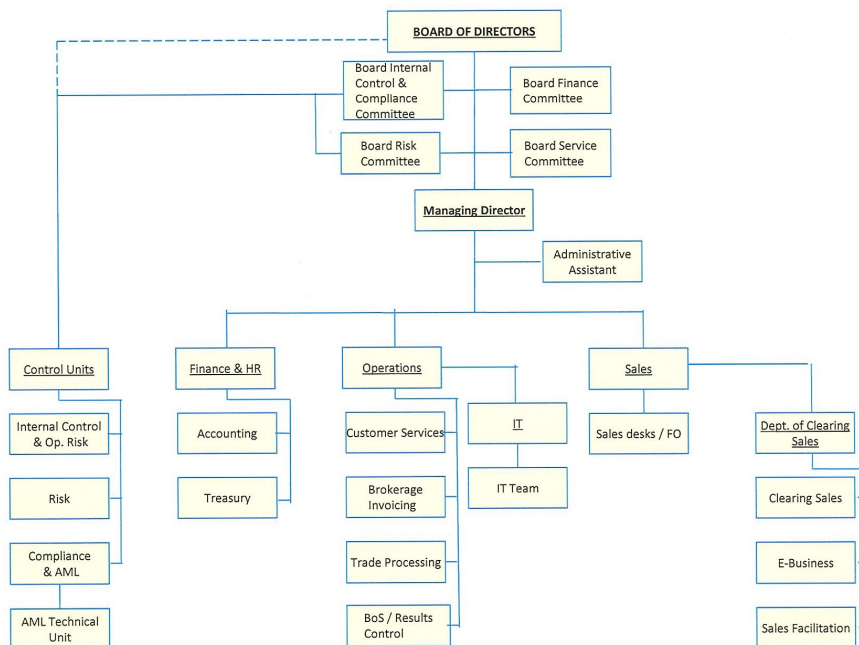 BOARD OF DIRECTORS
Board Internal
Control &
Compliance
Committee
Board Finance
Committee
Board Risk
Committee
Board Service
Committee
Managing Director
Administrative
Assistant
Control Units
Finance & HR
Operations
Sales
Internal Control
& Op. Risk
Accounting
Customer Services
IT
Sales desks / FO
Dept. of Clearing
Sales
Risk
Treasury
Brokerage
Invoicing
IT Team
Clearing Sales
Compliance
& AML
Trade Processing
E-Business
AML Technical
Unit
BoS / Results
Control
Sales Facilitation